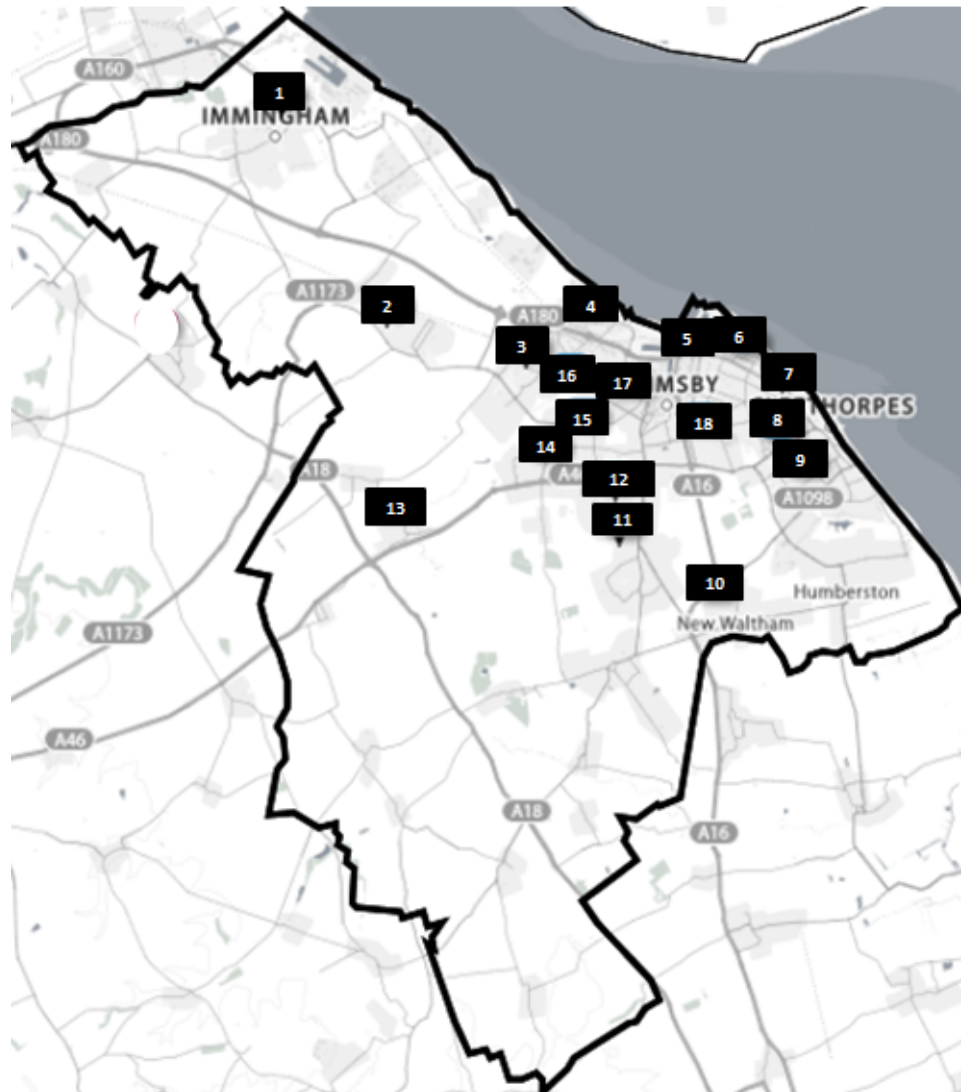 A160
1
IMMINGHAM
A180
A1173
2
4
A180
3
5
6
16
17
7
MSBY
THORPES
15
18
8
14
9
A18
12
A16
A1098
13
11
10
Humberston
New Waltham
A1173
A46
A18
A16